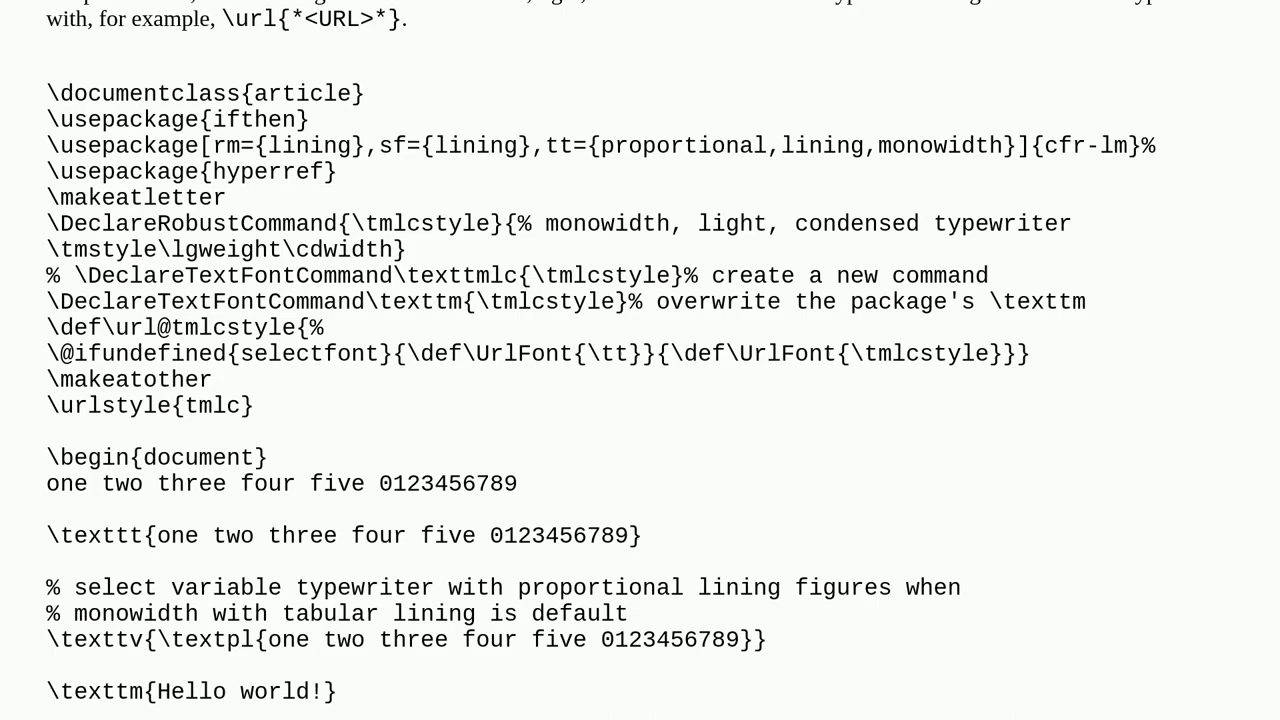 with, for example, \url{*<URL>*}.
\documentclass{article}
\usepackage{ifthen}
\usepackage[rm={lining},sf={lining},tt={proportional,lining,monowidth}]{cfr-lm}%
\usepackage{hyperref}
\makeatletter
\DeclareRobustCommand{\tmlcstyle}{% monowidth, light, condensed typewriter
\tmstyle\lgweight\cdwidth}
% \DeclareTextFontCommand\texttmlc{\tmlcstyle}% create a new command
\DeclareTextFontCommand\texttm{\tmlcstyle}% overwrite the package's \texttm
\def\url@tmlcstyle{%
\@ifundefined{selectfont}{\def\UrlFont{\tt}}{\def\UrlFont{\tmlcstyle}}}
\makeatother
\urlstyle{tmlc}
\begin{document}
one two three four five 0123456789
\texttt{one two three four five 0123456789}
% select variable typewriter with proportional lining figures when
% monowidth with tabular lining is default
\texttv{\textpl{one two three four five 0123456789}}
\texttm{Hello world!}